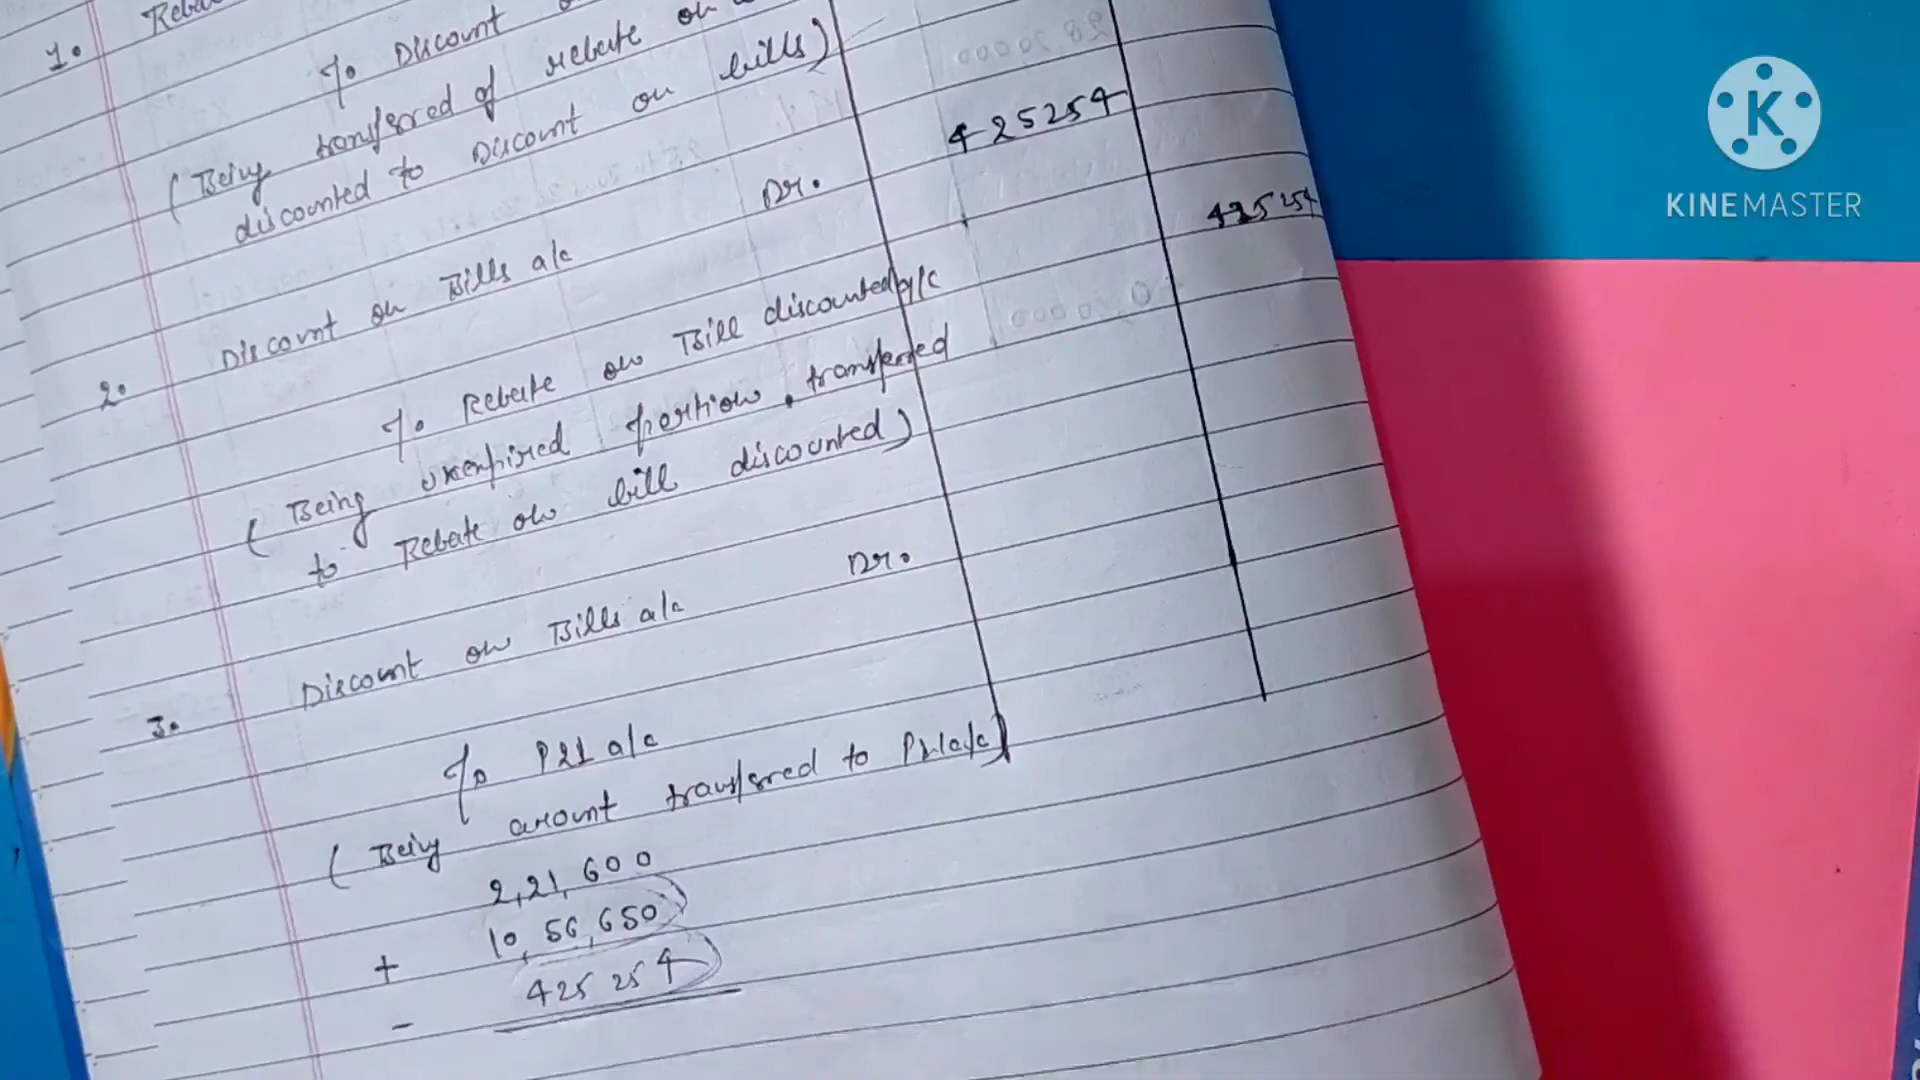 1.
To Discount
(Being transferred of rebate on
discounted to Discount on bills)
2. Discount on Bills a/c Dr. 425254
To Rebate on Bill discounted a/c 425254
(Being unexpired portion transferred
to Rebate on bill discounted)
3. Discount on Bills a/c Dr.
To P&L a/c
(Being amount transferred to P&L a/c)
2,21,600
+ 10,56,650
- 425254
K
KINEMASTER